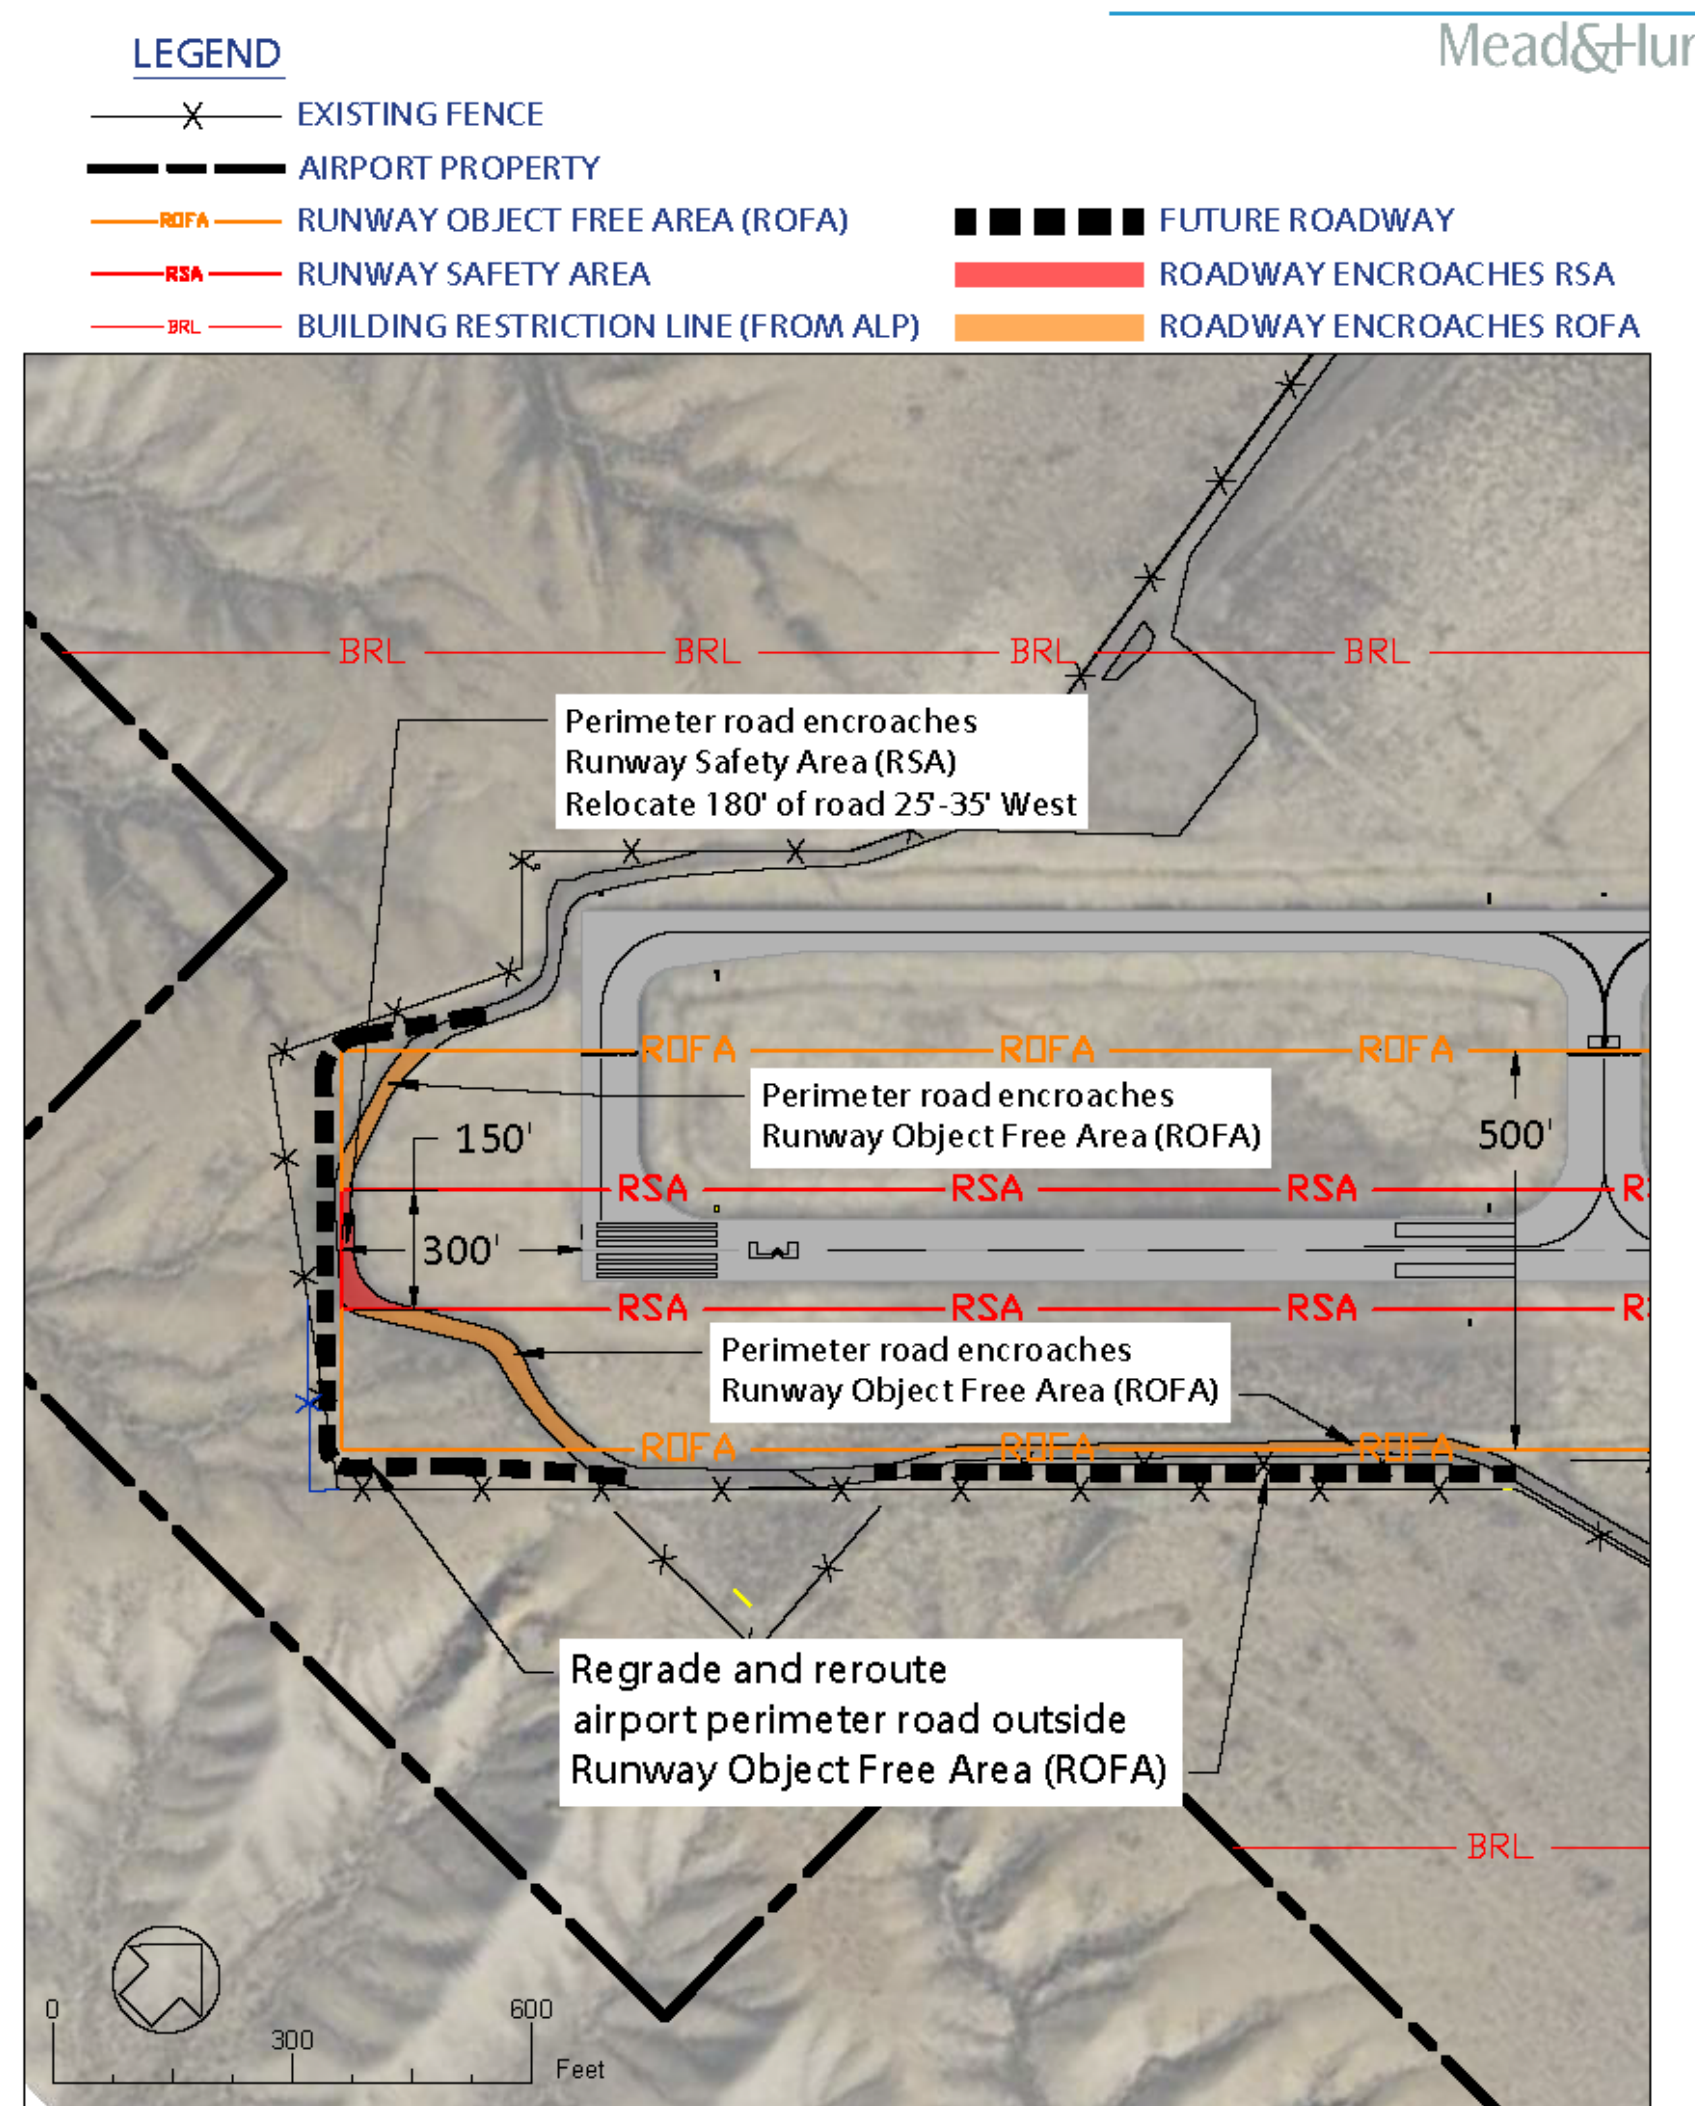 Mead&Hun
LEGEND
EXISTING FENCE
AIRPORT PROPERTY
ROFA RUNWAY OBJECT FREE AREA (ROFA)
RSA RUNWAY SAFETY AREA
BRL BUILDING RESTRICTION LINE (FROM ALP)
FUTURE ROADWAY
ROADWAY ENCROACHES RSA
ROADWAY ENCROACHES ROFA
BRL BRL BRL BRL
Perimeter road encroaches
Runway Safety Area (RSA)
Relocate 180' of road 25'-35' West
ROFA ROFA ROFA
Perimeter road encroaches
Runway Object Free Area (ROFA)
150'
500'
RSA RSA RSA RS
300'
RSA RSA RSA RS
Perimeter road encroaches
Runway Object Free Area (ROFA)
ROFA ROFA ROFA
Regrade and reroute
airport perimeter road outside
Runway Object Free Area (ROFA)
BRL
0 300 600
Feet